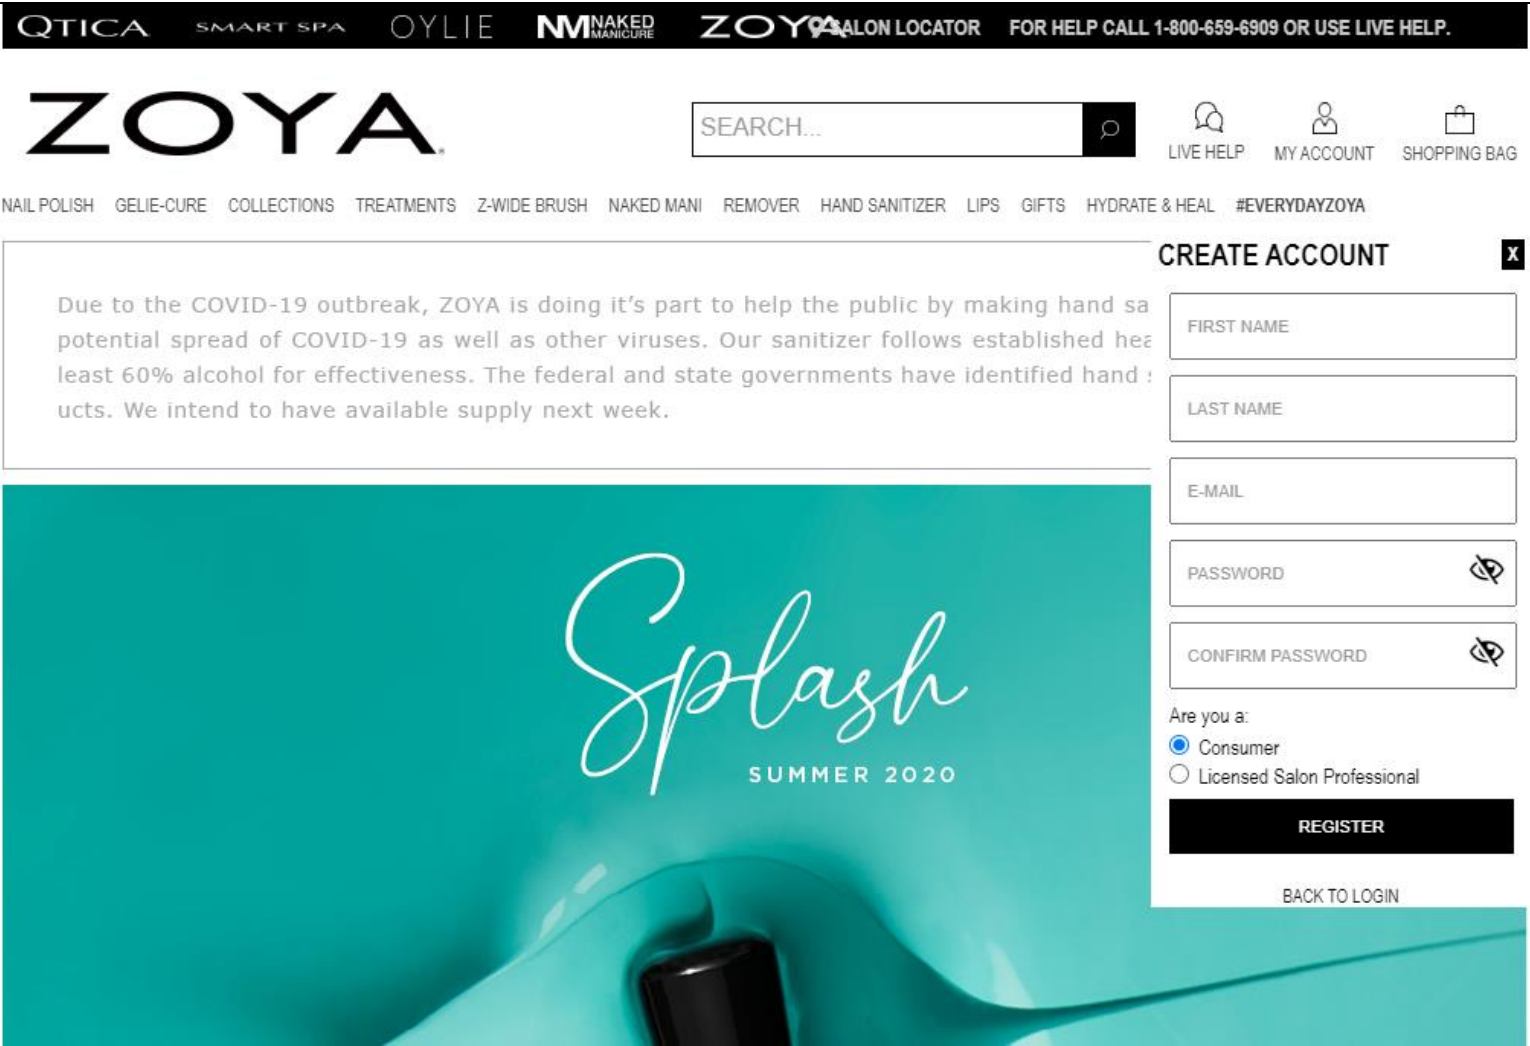 QTICA SMART SPA OYLIE NM NAKED MANICURE ZOYA SALON LOCATOR FOR HELP CALL 1-800-659-6909 OR USE LIVE HELP.
ZOYA
SEARCH...
LIVE HELP MY ACCOUNT SHOPPING BAG
NAIL POLISH GELIE-CURE COLLECTIONS TREATMENTS Z-WIDE BRUSH NAKED MANI REMOVER HAND SANITIZER LIPS GIFTS HYDRATE & HEAL #EVERYDAYZOYA
Due to the COVID-19 outbreak, ZOYA is doing it's part to help the public by making hand sa
potential spread of COVID-19 as well as other viruses. Our sanitizer follows established hea
least 60% alcohol for effectiveness. The federal and state governments have identified hand
ucts. We intend to have available supply next week.
Splash
SUMMER 2020
CREATE ACCOUNT X
FIRST NAME
LAST NAME
E-MAIL
PASSWORD
CONFIRM PASSWORD
Are you a:
Consumer
Licensed Salon Professional
REGISTER
BACK TO LOGIN